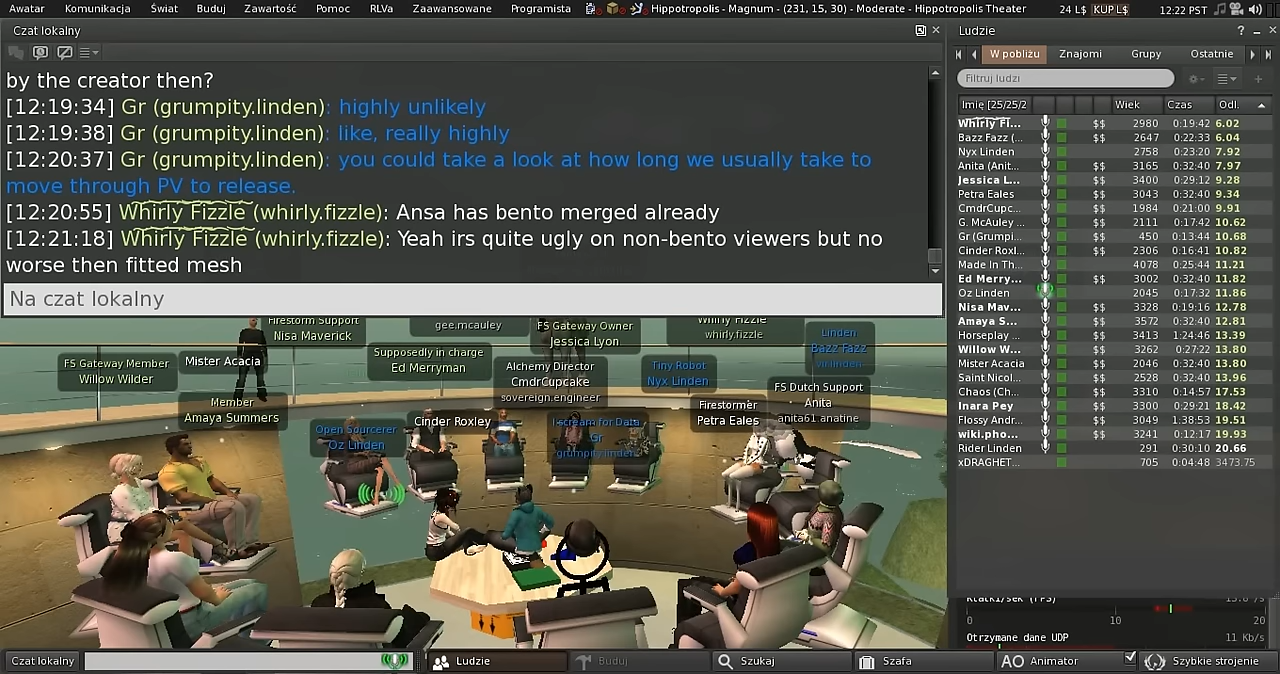 Awatar Komunikacja Świat Buduj Zawartość Pomoc RLVa Zaawansowane Programista Hippotropolis - Magnum - (231, 15, 30) - Moderate - Hippotropolis Theater 24 L$ KUP L$ 12:22 PST
Czat lokalny
by the creator then?
[12:19:34] Gr (grumpity.linden): highly unlikely
[12:19:38] Gr (grumpity.linden): like, really highly
[12:20:37] Gr (grumpity.linden): you could take a look at how long we usually take to
move through PV to release.
[12:20:55] Whirly Fizzle (whirly.fizzle): Ansa has bento merged already
[12:21:18] Whirly Fizzle (whirly.fizzle): Yeah irs quite ugly on non-bento viewers but no
worse then fitted mesh
Na czat lokalny
Firestorm Support
Nisa Maverick
gee.mcauley
FS Gateway Owner
Jessica Lyon
Whirly Fizzle
whirly.fizzle
Linden
Bazz Fazz
vir.linden
FS Gateway Member
Willow Wilder
Mister Acacia
Supposedly in charge
Ed Merryman
Alchemy Director
CmdrCupcake
sovereign.engineer
Tiny Robot
Nyx Linden
FS Dutch Support
Anita
anita61.anatine
Member
Amaya Summers
Open Sourcerer
Oz Linden
Cinder Roxley
I scream for Data
Gr
grumpity.linden
Firestormer
Petra Eales
Ludzie
W pobliżu Znajomi Grupy Ostatnie
Filtruj ludzi
Imię [25/25/2 Wiek Czas Odl.
Whirly Fi... $$ 2980 0:19:42 6.02
Bazz Fazz (... $$ 2647 0:22:33 6.04
Nyx Linden 2758 0:23:20 7.92
Anita (Anit... $$ 3165 0:32:40 7.97
Jessica L... $$ 3400 0:29:12 9.28
Petra Eales $$ 3043 0:32:40 9.34
CmdrCupc... $$ 1984 0:21:00 9.91
G. McAuley ... $$ 2111 0:17:42 10.62
Gr (Grumpi... $$ 450 0:13:44 10.68
Cinder Roxl... $$ 2306 0:16:41 10.82
Made In Th... 4078 0:25:44 11.21
Ed Merry... $$ 3002 0:32:40 11.86
Oz Linden 2045 0:17:32 11.86
Nisa Mav... $$ 3328 0:19:16 12.78
Amaya S... $$ 3572 0:32:40 12.81
Horseplay ... $$ 3413 1:24:46 13.39
Willow W... $$ 3262 0:27:22 13.80
Mister Acacia $$ 2046 0:32:40 13.80
Saint Nicol... $$ 2528 0:32:40 13.96
Chaos (Ch... $$ 3310 0:14:57 17.53
Inara Pey $$ 3300 0:29:21 18.42
Flossy Andr... $$ 3049 1:38:53 19.51
wiki.pho... $$ 3241 0:12:17 19.93
Rider Linden 291 0:30:10 20.66
xDRAGHET... 705 0:04:48 3473.75
Klatki/sek (FPS)
0 10 20
Otrzymane dane UDP 11 Kb/s
Czat lokalny Ludzie Buduj Szukaj Szafa AO Animator Szybkie strojenie